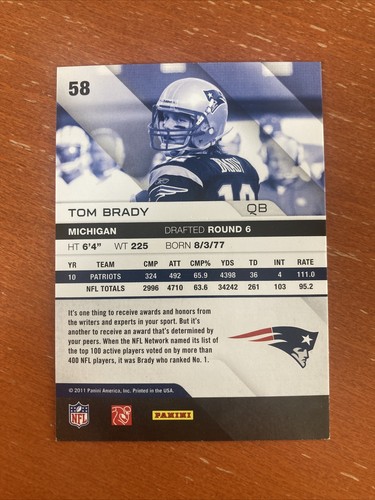 58
BRADY
TOM BRADY QB
MICHIGAN DRAFTED ROUND 6
HT 6'4" WT 225 BORN 8/3/77
YR TEAM CMP ATT CMP% YDS TD INT RATE
10 PATRIOTS 324 492 65.9 4398 36 4 111.0
NFL TOTALS 2996 4710 63.6 34242 261 103 95.2
It's one thing to receive awards and honors from
the writers and experts in your sport. But it's
another to receive an award that's determined by
your peers. When the NFL Network named its list of
the top 100 active players voted on by more than
400 NFL players, it was Brady who ranked No. 1.
© 2011 Panini America, Inc. Printed in the USA.
NFL PANINI